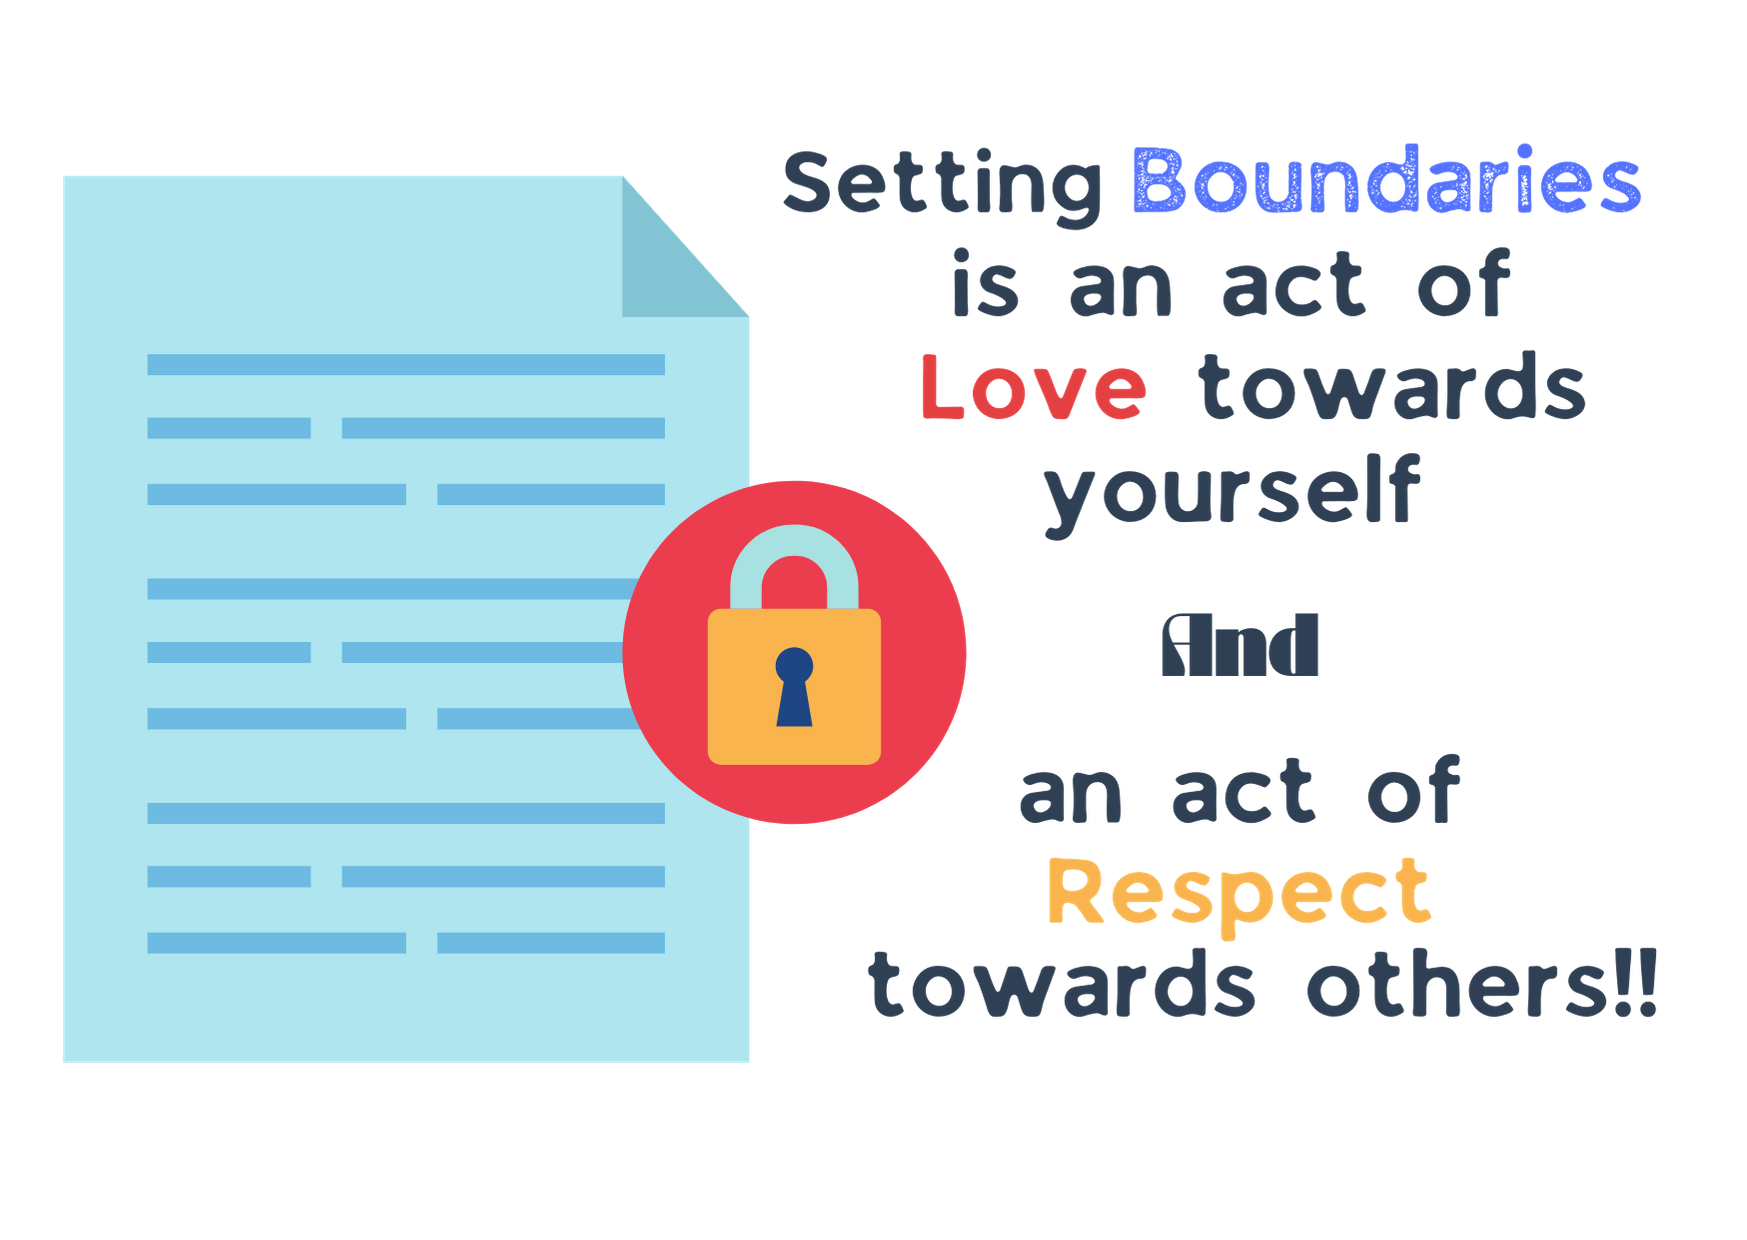 Setting Boundaries
is an act of
Love towards
yourself
And
an act of
Respect
towards others!!